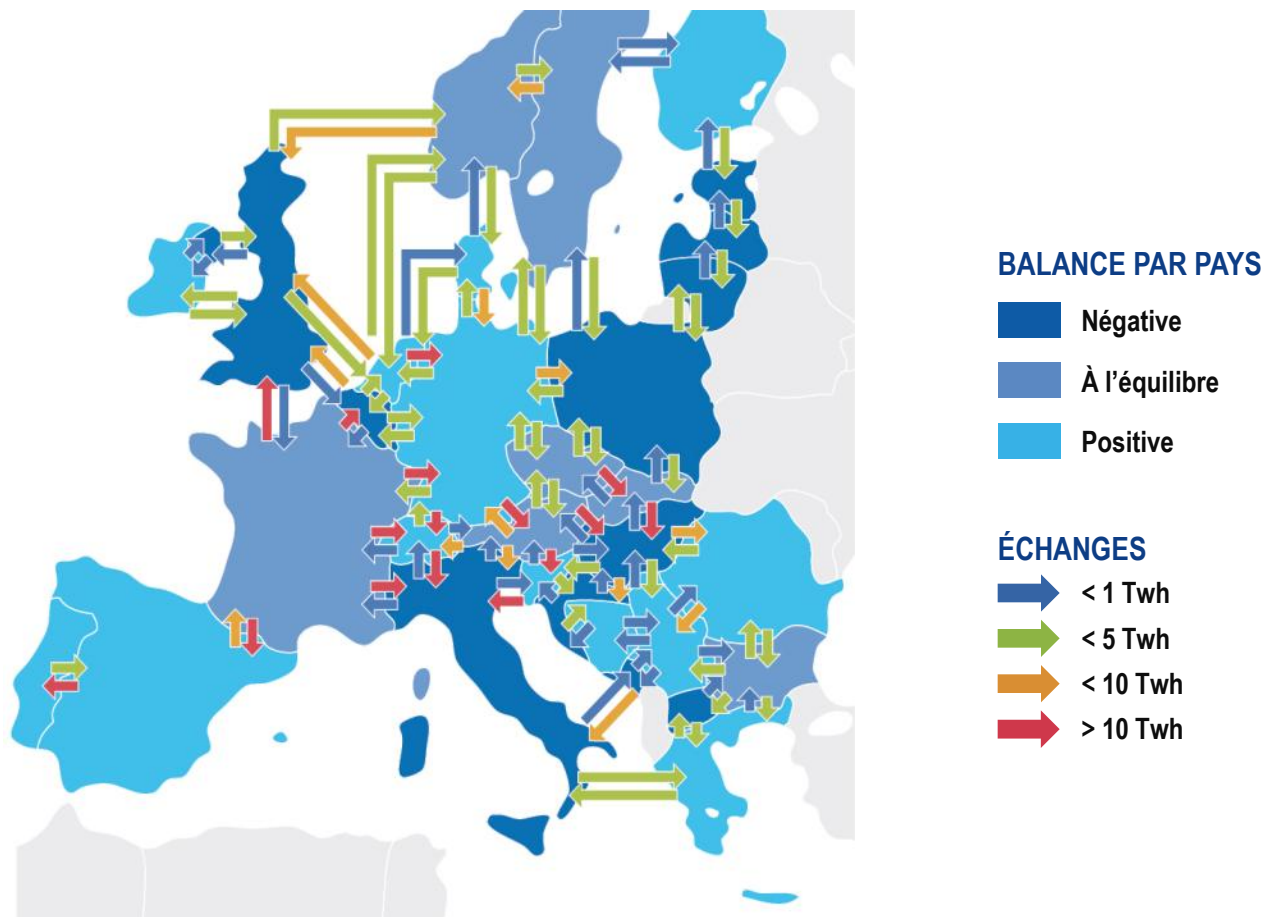 BALANCE PAR PAYS
Négative
À l'équilibre
Positive
ÉCHANGES
< 1 Twh
< 5 Twh
< 10 Twh
> 10 Twh